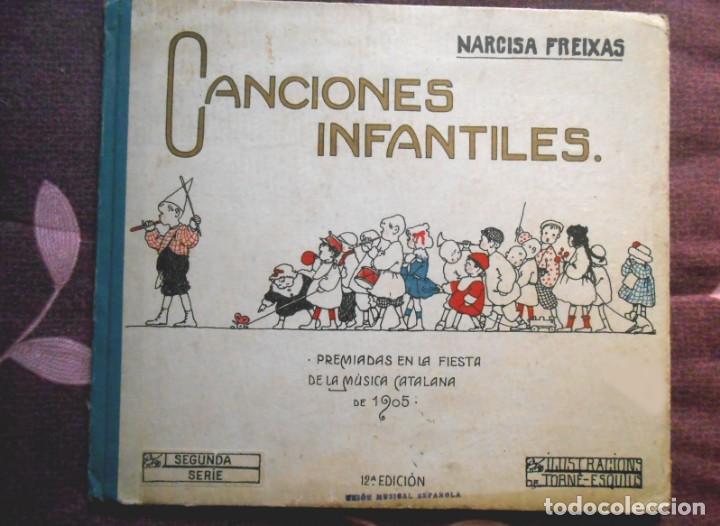 NARCISA FREIXAS
CANCIONES
INFANTILES.
· PREMIADAS EN LA FIESTA
DE LA MÚSICA CATALANA
DE 1905 ·
SEGUNDA
SERIE
12ª EDICIÓN
UNIÓN MUSICAL ESPAÑOLA
ILUSTRACIONS
DE TORNÉ-ESQUIUS
todocoleccion.net